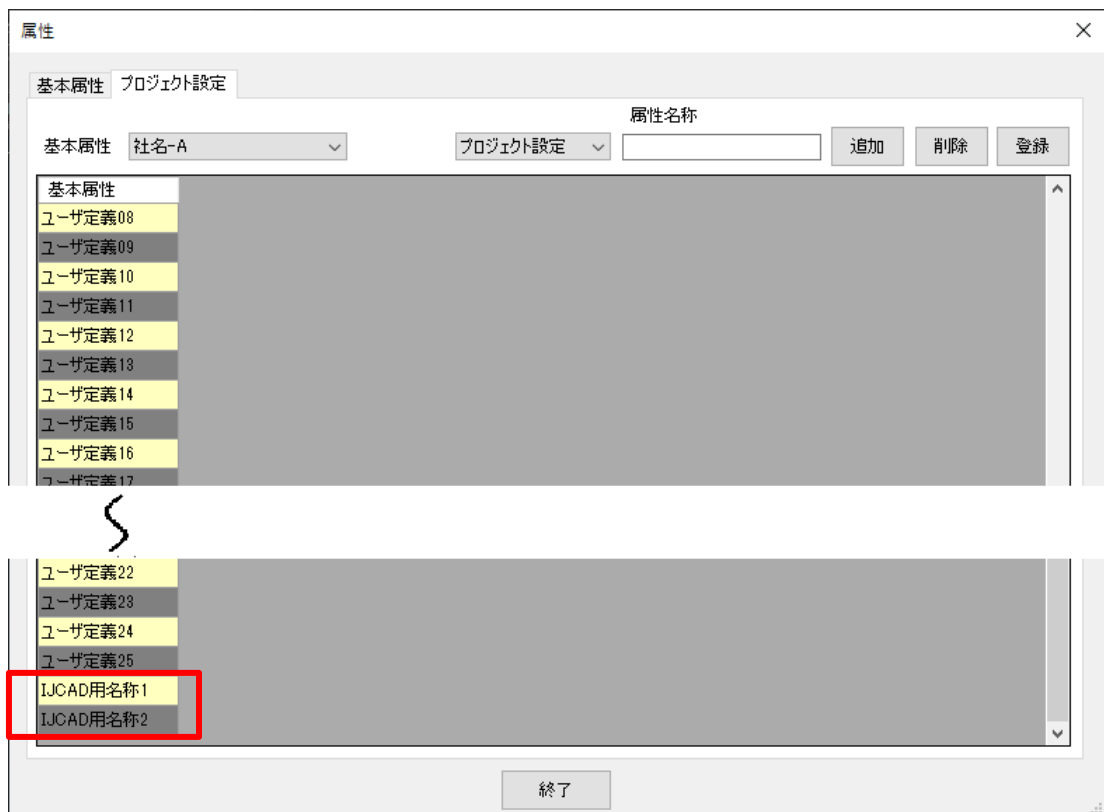 属性
基本属性 プロジェクト設定
属性名称
基本属性 社名-A プロジェクト設定 追加 削除 登録
基本属性
ユーザ定義08
ユーザ定義09
ユーザ定義10
ユーザ定義11
ユーザ定義12
ユーザ定義13
ユーザ定義14
ユーザ定義15
ユーザ定義16
ユーザ定義17
ユーザ定義22
ユーザ定義23
ユーザ定義24
ユーザ定義25
IJCAD用名称1
IJCAD用名称2
終了